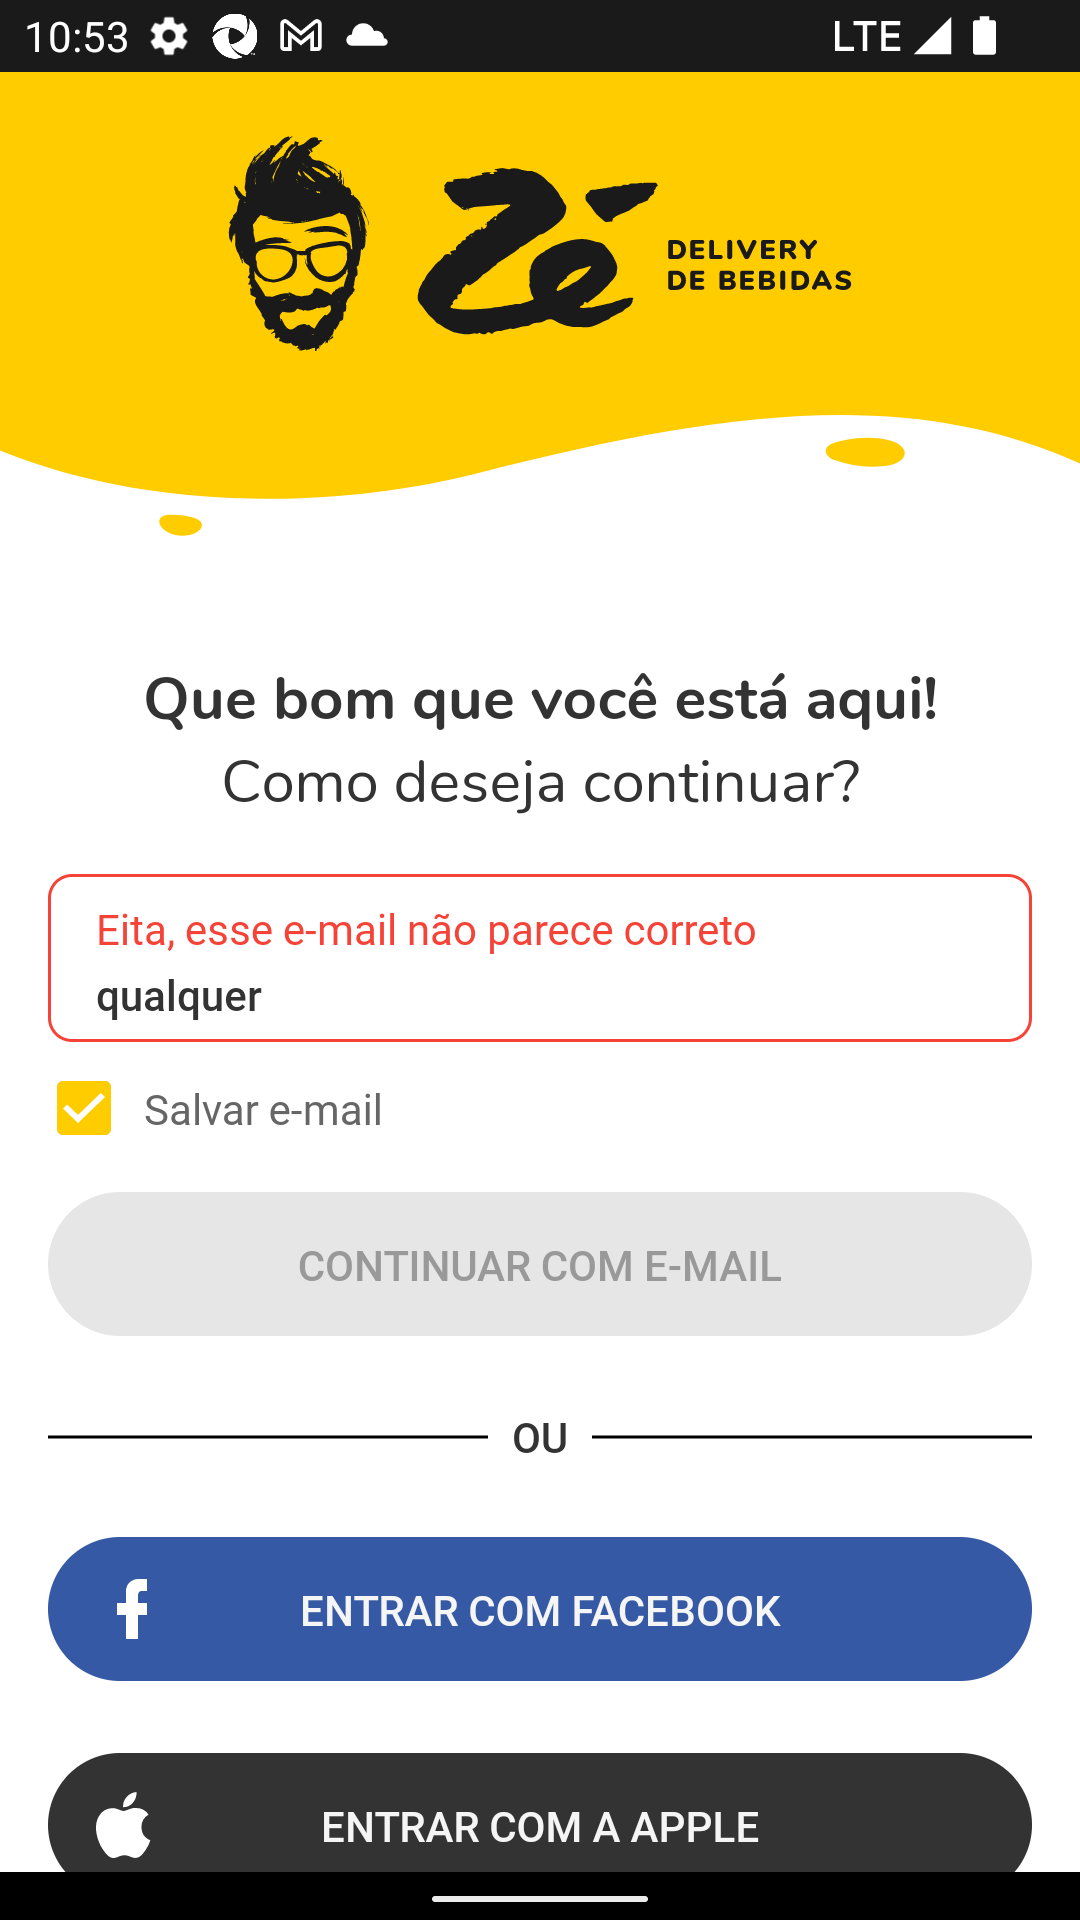 10:53
LTE
Zé
DELIVERY
DE BEBIDAS
Que bom que você está aqui!
Como deseja continuar?
Eita, esse e-mail não parece correto
qualquer
Salvar e-mail
CONTINUAR COM E-MAIL
OU
ENTRAR COM FACEBOOK
ENTRAR COM A APPLE